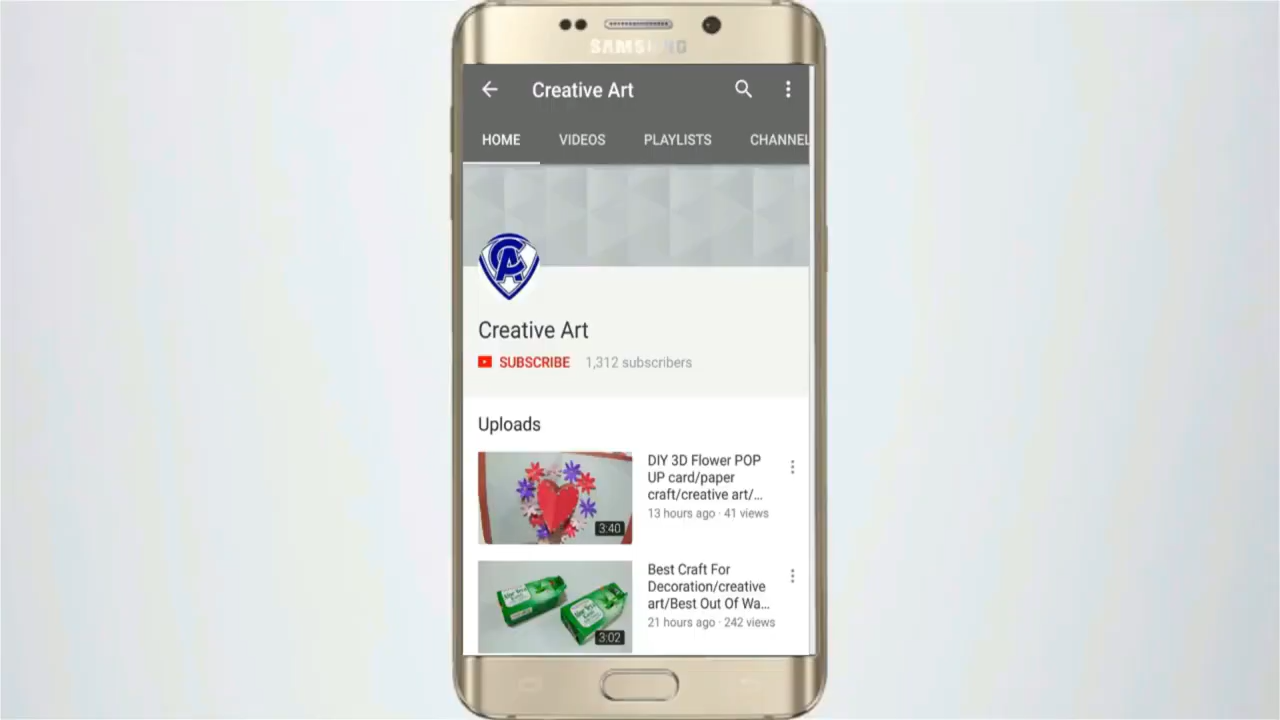 SAMSUNG
Creative Art
HOME VIDEOS PLAYLISTS CHANNEL
CA
Creative Art
SUBSCRIBE 1,312 subscribers
Uploads
DIY 3D Flower POP
UP card/paper
craft/creative art/...
13 hours ago · 41 views
3:40
Best Craft For
Decoration/creative
art/Best Out Of Wa...
21 hours ago · 242 views
3:02